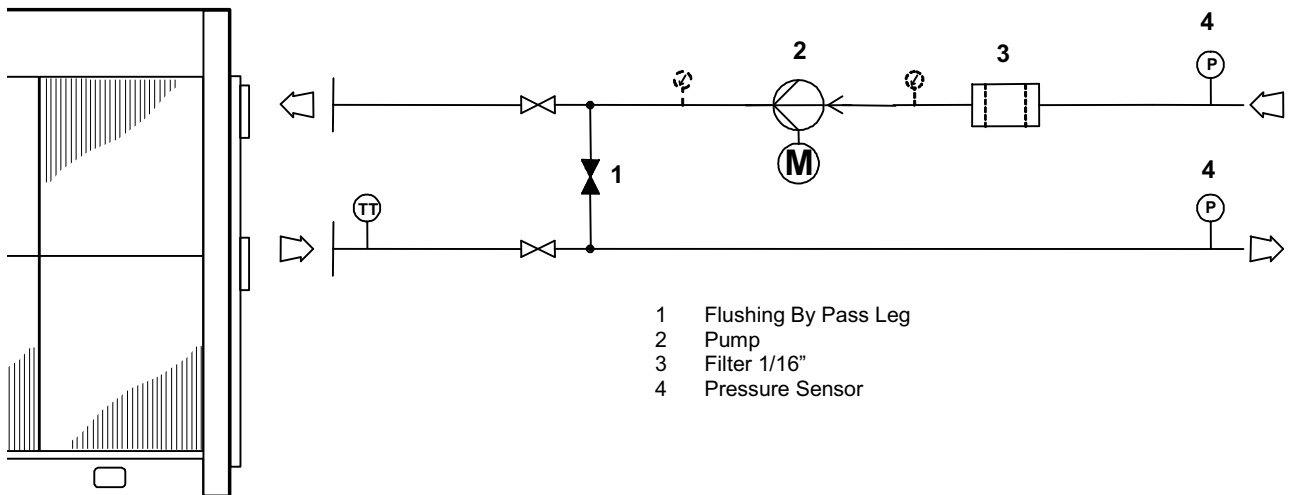 4
2
3
P
M
1
4
TT
P
1 Flushing By Pass Leg
2 Pump
3 Filter 1/16”
4 Pressure Sensor